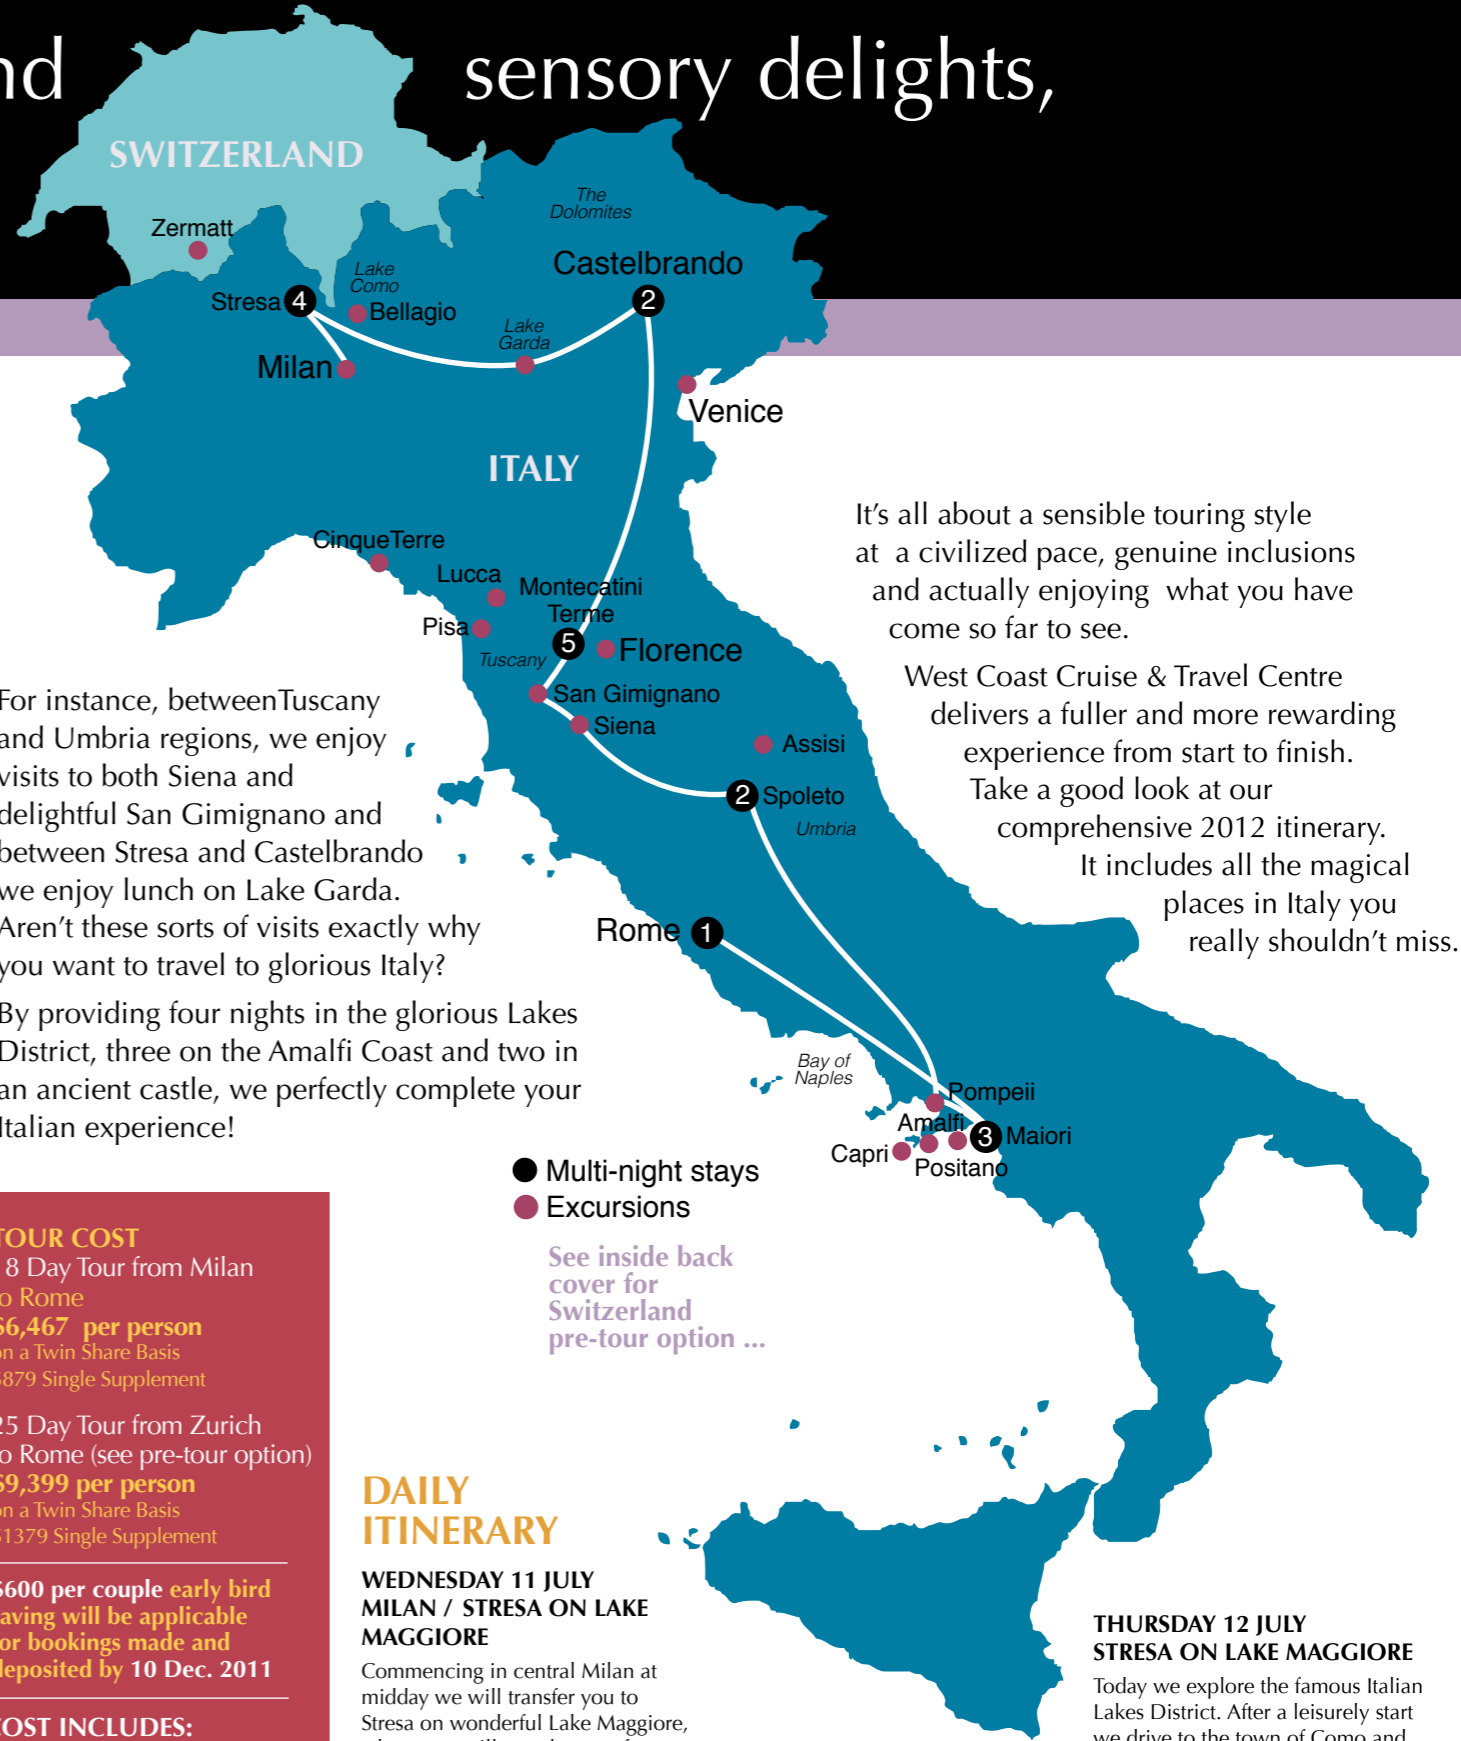 nd sensory delights,
SWITZERLAND
Zermatt
The
Dolomites
Castelbrando
2
Lake
Como
Stresa 4
Bellagio
Lake
Garda
Milan
Venice
ITALY
CinqueTerre
Lucca
Montecatini
Terme
Pisa
5
Tuscany
Florence
San Gimignano
Siena
Assisi
2 Spoleto
Umbria
Rome 1
Bay of
Naples
Pompeii
Amalfi
3 Maiori
Capri
Positano
It's all about a sensible touring style
at a civilized pace, genuine inclusions
and actually enjoying what you have
come so far to see.
West Coast Cruise & Travel Centre
delivers a fuller and more rewarding
experience from start to finish.
Take a good look at our
comprehensive 2012 itinerary.
It includes all the magical
places in Italy you
really shouldn't miss.
For instance, betweenTuscany
and Umbria regions, we enjoy
visits to both Siena and
delightful San Gimignano and
between Stresa and Castelbrando
we enjoy lunch on Lake Garda.
Aren't these sorts of visits exactly why
you want to travel to glorious Italy?
By providing four nights in the glorious Lakes
District, three on the Amalfi Coast and two in
an ancient castle, we perfectly complete your
Italian experience!
Multi-night stays
Excursions
See inside back
cover for
Switzerland
pre-tour option ...
TOUR COST
8 Day Tour from Milan
o Rome
$6,467 per person
on a Twin Share Basis
$879 Single Supplement
25 Day Tour from Zurich
o Rome (see pre-tour option)
$9,399 per person
on a Twin Share Basis
$1379 Single Supplement
$600 per couple early bird
aving will be applicable
or bookings made and
deposited by 10 Dec. 2011
COST INCLUDES:
DAILY
ITINERARY
WEDNESDAY 11 JULY
MILAN / STRESA ON LAKE
MAGGIORE
Commencing in central Milan at
midday we will transfer you to
Stresa on wonderful Lake Maggiore,
THURSDAY 12 JULY
STRESA ON LAKE MAGGIORE
Today we explore the famous Italian
Lakes District. After a leisurely start
we drive to the town of Como and